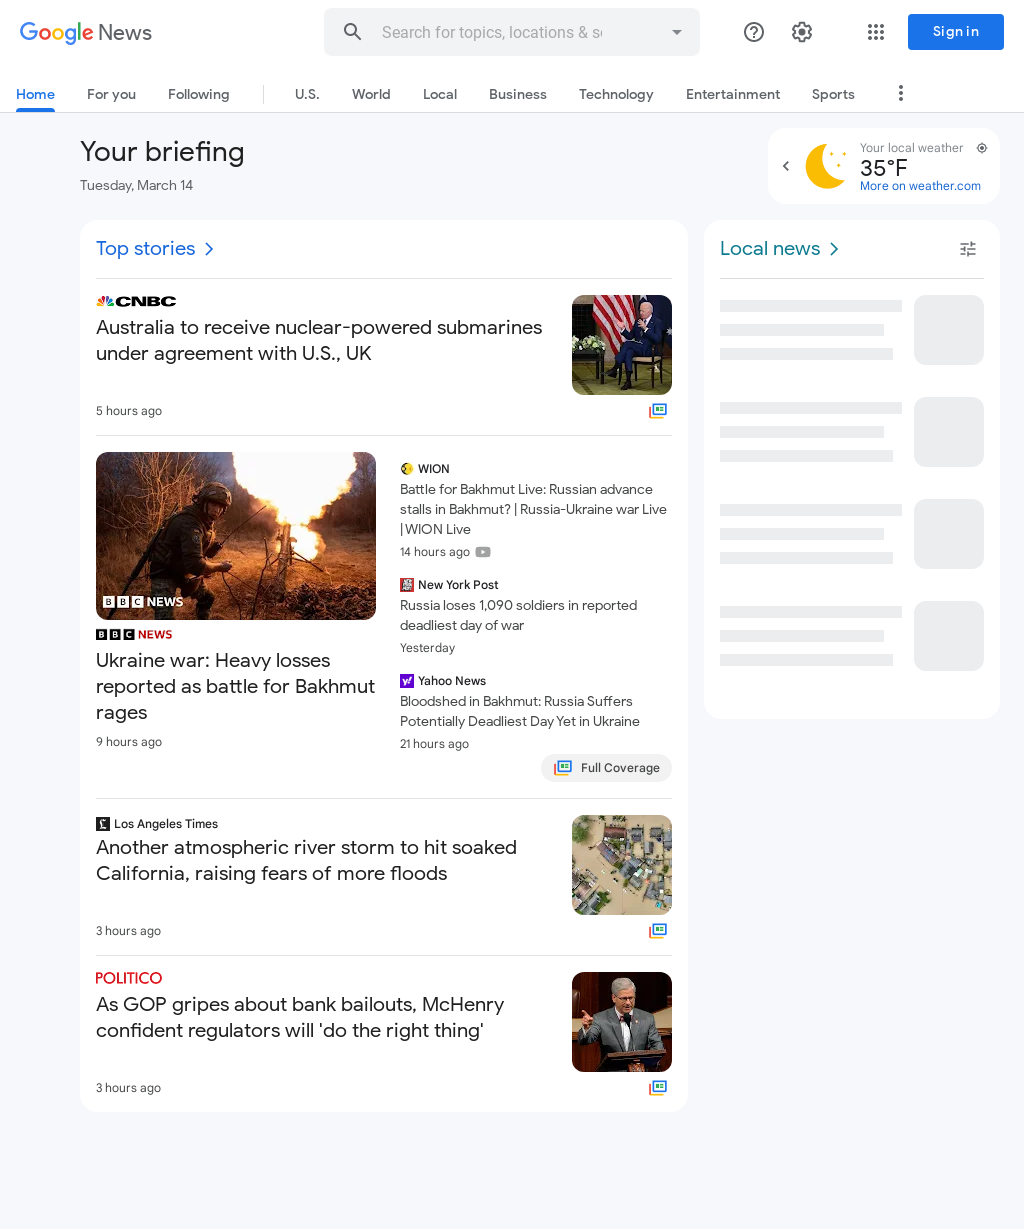 Google News
Search for topics, locations &
Sign in
Home
For you
Following
U.S.
World
Local
Business
Technology
Entertainment
Sports
Your briefing
Tuesday, March 14
Your local weather
35°F
More on weather.com
Top stories
CNBC
Australia to receive nuclear-powered submarines
under agreement with U.S., UK
5 hours ago
BBC NEWS
BBC NEWS
Ukraine war: Heavy losses
reported as battle for Bakhmut
rages
9 hours ago
WION
Battle for Bakhmut Live: Russian advance
stalls in Bakhmut? | Russia-Ukraine war Live
| WION Live
14 hours ago
New York Post
Russia loses 1,090 soldiers in reported
deadliest day of war
Yesterday
Yahoo News
Bloodshed in Bakhmut: Russia Suffers
Potentially Deadliest Day Yet in Ukraine
21 hours ago
Full Coverage
Los Angeles Times
Another atmospheric river storm to hit soaked
California, raising fears of more floods
3 hours ago
POLITICO
As GOP gripes about bank bailouts, McHenry
confident regulators will 'do the right thing'
3 hours ago
Local news